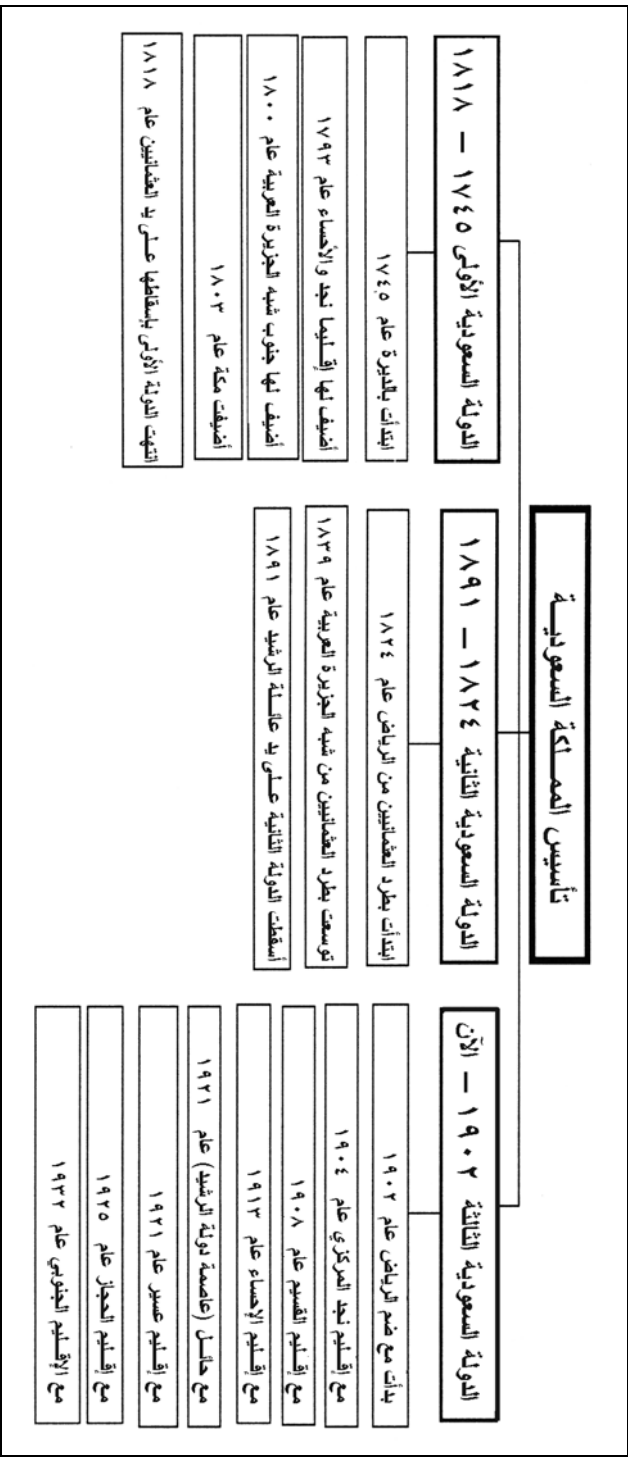 تأسيس المملكة السعودية
الدولة السعودية الأولى ١٧٤٥ – ١٨١٨
ابتدأت بالديرة عام ١٧٤٥
أضيف لها إقليما نجد والأحساء عام ١٧٩٣
أضيف لها جنوب شبه الجزيرة العربية عام ١٨٠٠
أضيفت مكة عام ١٨٠٣
انتهت الدولة الأولى بإسقاطها على يد العثمانيين عام ١٨١٨
الدولة السعودية الثانية ١٨٢٤ – ١٨٩١
ابتدأت بطرد العثمانيين من الرياض عام ١٨٢٤
توسعت بطرد العثمانيين من شبه الجزيرة العربية عام ١٨٣٩
أسقطت الدولة الثانية على يد عائلة الرشيد عام ١٨٩١
الدولة السعودية الثالثة ١٩٠٢ – الآن
بدأت مع ضم الرياض عام ١٩٠٢
مع إقليم نجد المركزي عام ١٩٠٤
مع إقليم القسيم عام ١٩٠٨
مع إقليم الإحساء عام ١٩١٣
مع حائل (عاصمة دولة الرشيد) عام ١٩٢١
مع إقليم عسير عام ١٩٢١
مع إقليم الحجاز عام ١٩٢٥
مع الإقليم الجنوبي عام ١٩٣٢